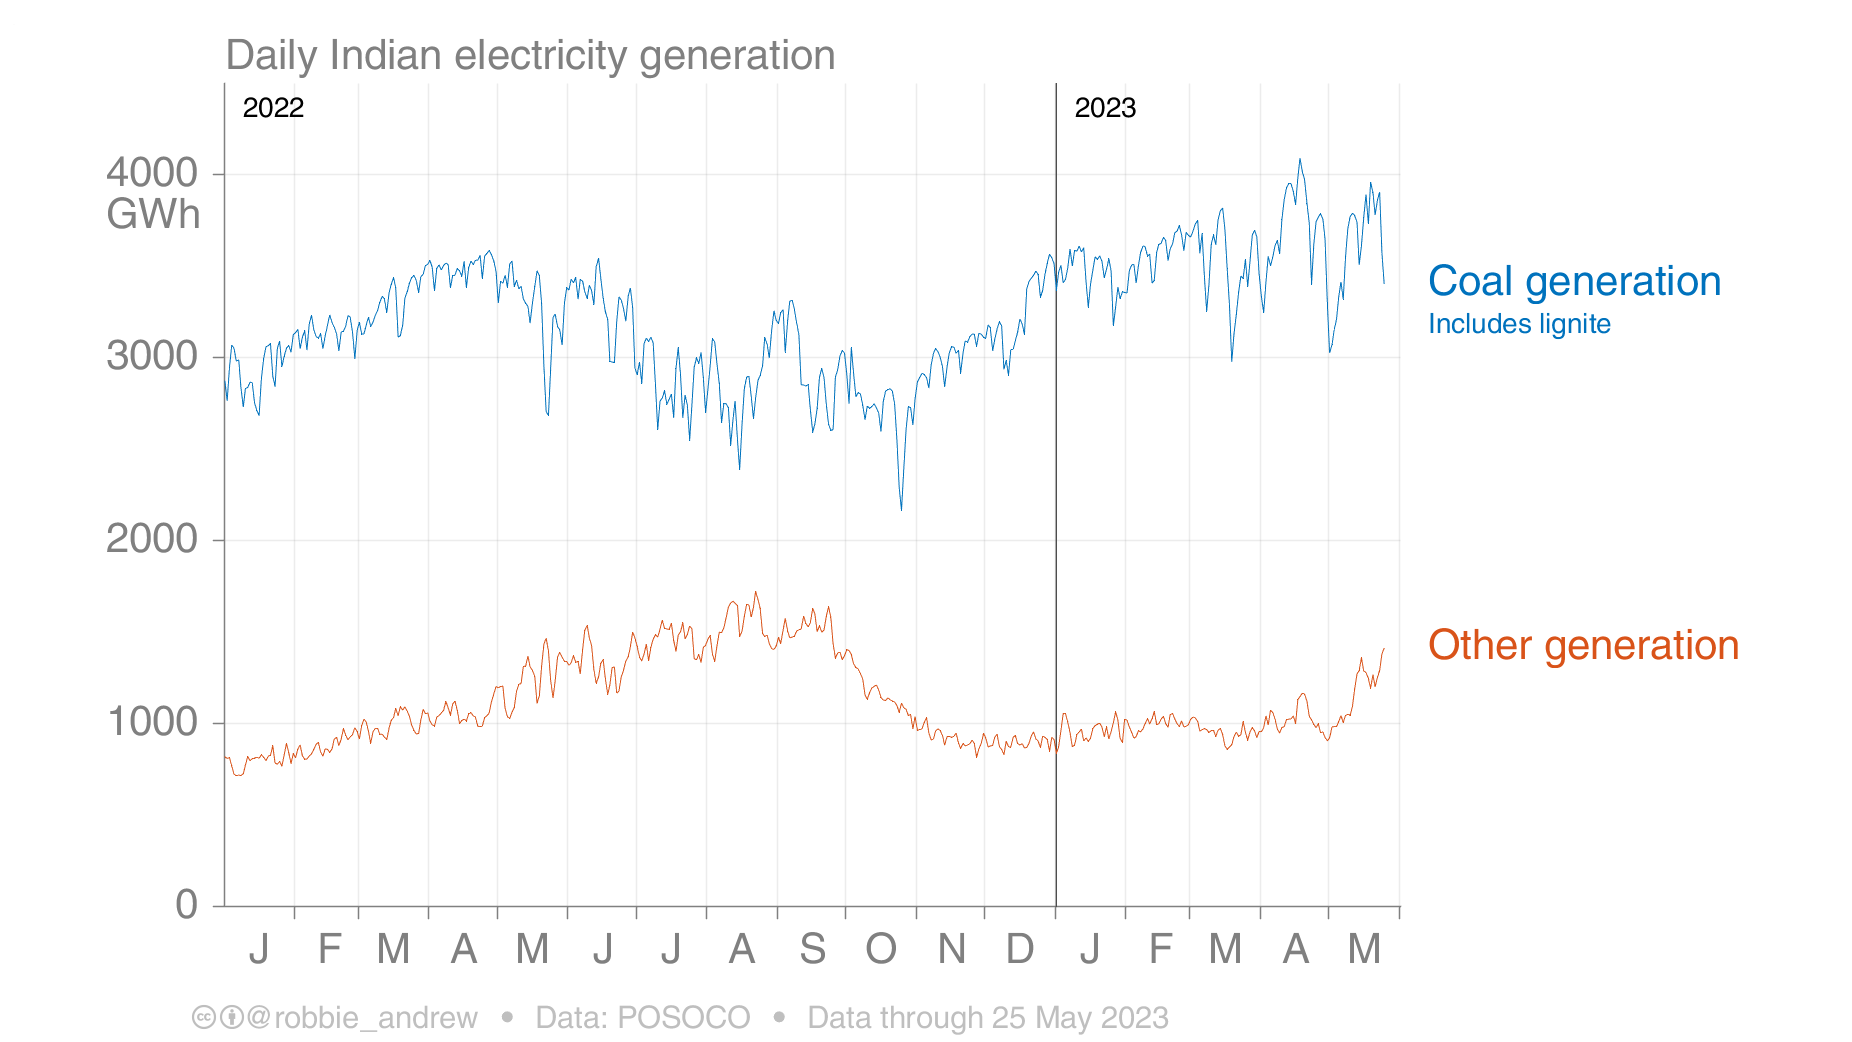 Daily Indian electricity generation
2022
2023
4000
GWh
3000
2000
1000
0
Coal generation
Includes lignite
Other generation
J F M A M J J A S O N D J F M A M
cc @robbie_andrew • Data: POSOCO • Data through 25 May 2023